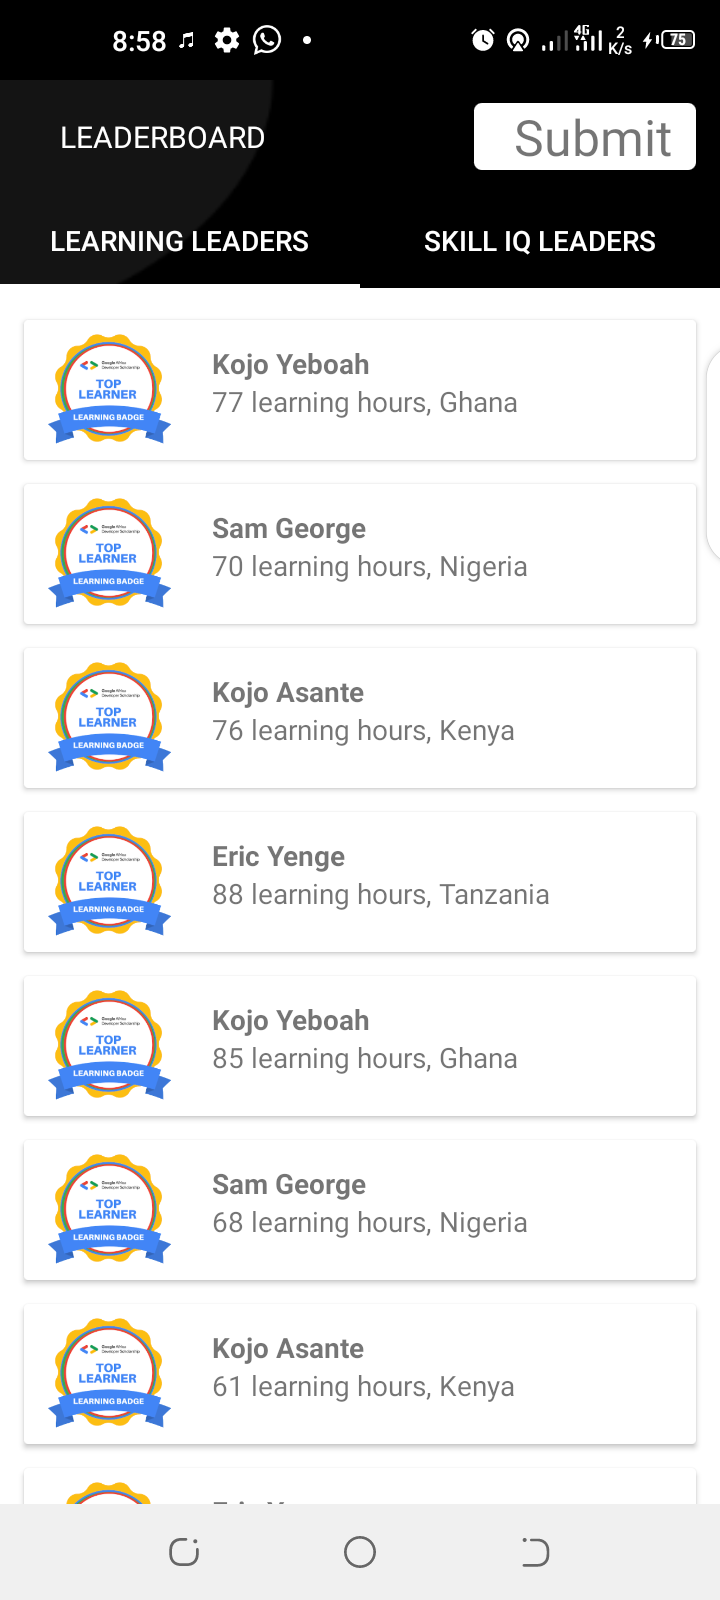 8:58
4G
2
K/s
75
LEADERBOARD
Submit
LEARNING LEADERS
SKILL IQ LEADERS
Google Africa
Developer Scholarship
TOP
LEARNER
LEARNING BADGE
Kojo Yeboah
77 learning hours, Ghana
Google Africa
Developer Scholarship
TOP
LEARNER
LEARNING BADGE
Sam George
70 learning hours, Nigeria
Google Africa
Developer Scholarship
TOP
LEARNER
LEARNING BADGE
Kojo Asante
76 learning hours, Kenya
Google Africa
Developer Scholarship
TOP
LEARNER
LEARNING BADGE
Eric Yenge
88 learning hours, Tanzania
Google Africa
Developer Scholarship
TOP
LEARNER
LEARNING BADGE
Kojo Yeboah
85 learning hours, Ghana
Google Africa
Developer Scholarship
TOP
LEARNER
LEARNING BADGE
Sam George
68 learning hours, Nigeria
Google Africa
Developer Scholarship
TOP
LEARNER
LEARNING BADGE
Kojo Asante
61 learning hours, Kenya